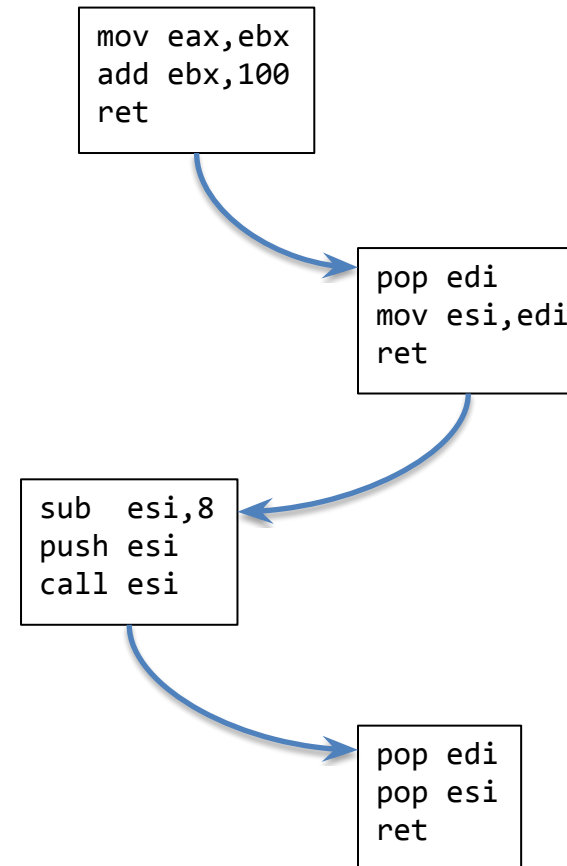 mov eax,ebx
add ebx,100
ret
pop edi
mov esi,edi
ret
sub  esi,8
push esi
call esi
pop edi
pop esi
ret